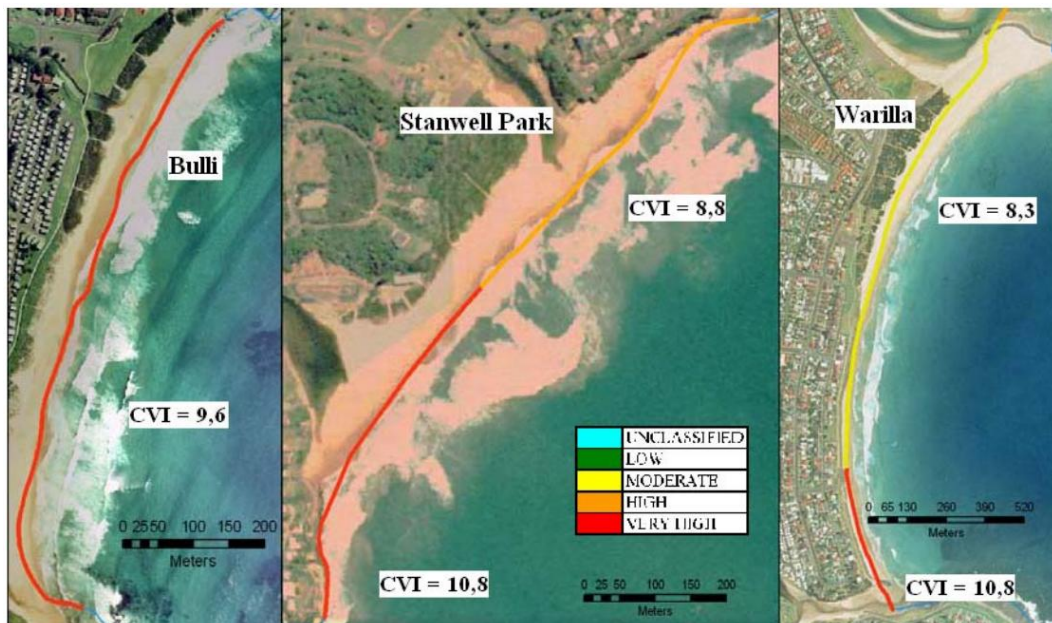 Bulli
CVI = 9,6
0 25 50 100 150 200
Meters
Stanwell Park
CVI = 8,8
CVI = 10,8
UNCLASSIFIED
LOW
MODERATE
HIGH
VERY HIGH
0 25 50 100 150 200
Meters
Warilla
CVI = 8,3
0 65 130 260 390 520
Meters
CVI = 10,8